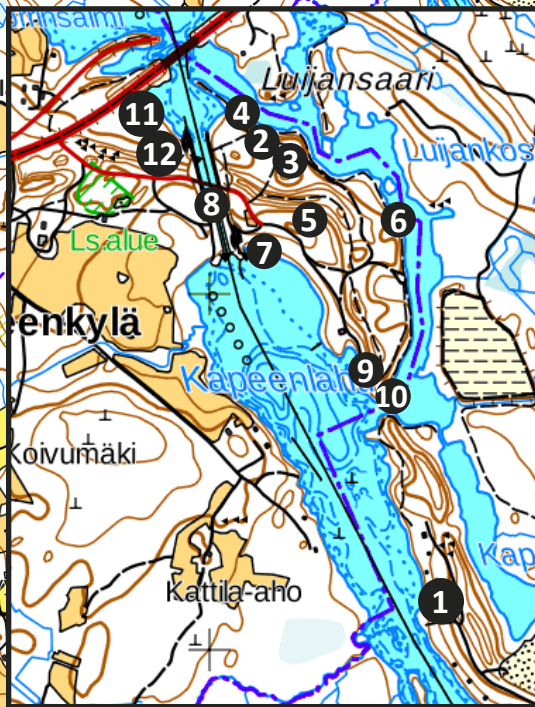 Luijansaari
11
4
2
3
12
Luijankos
8
5
6
7
Ls.alue
enkylä
Kapeenlah
9
10
Koivumäki
Kap
Kattila-aho
1